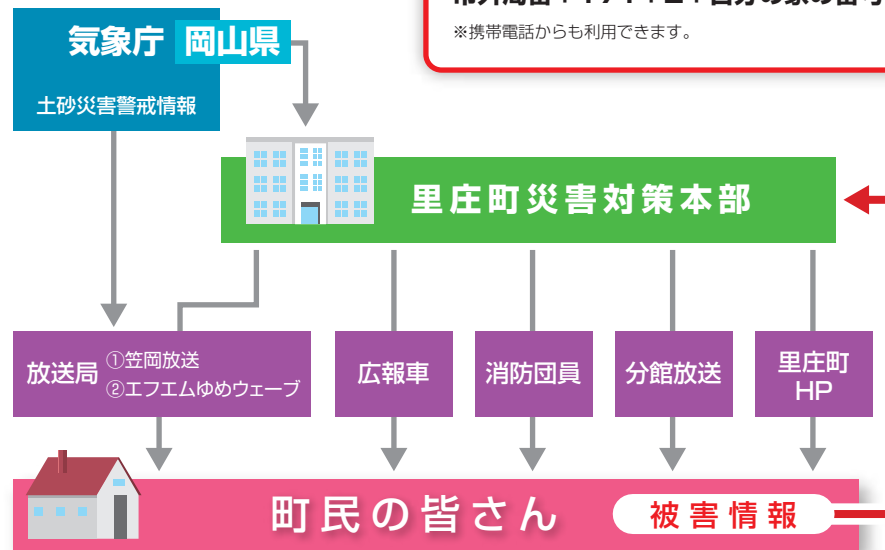 ※携帯電話からも利用できます。
気象庁 岡山県
土砂災害警戒情報
里庄町災害対策本部
放送局 ①笠岡放送
②エフエムゆめウェーブ
広報車
消防団員
分館放送
里庄町
HP
町民の皆さん 被害情報